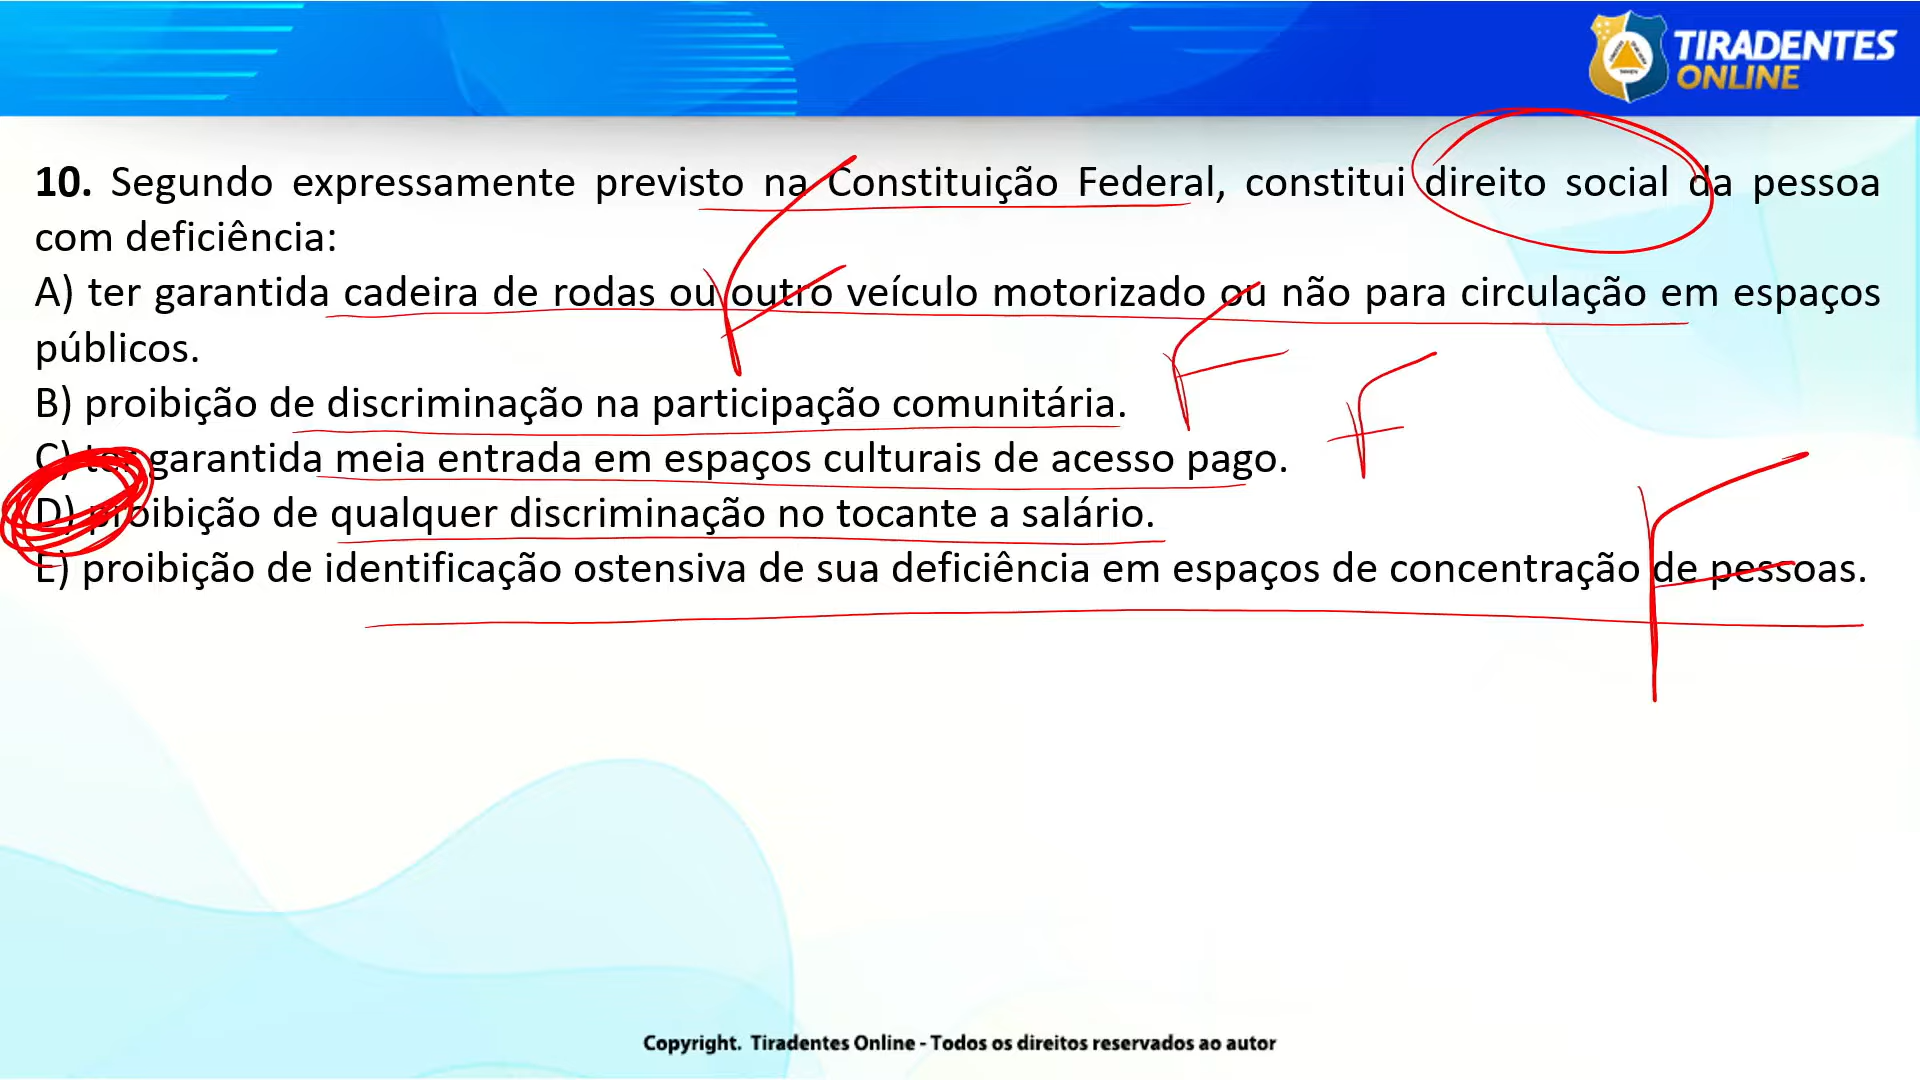 TIRADENTES
ONLINE
10. Segundo expressamente previsto na Constituição Federal, constitui direito social da pessoa
com deficiência:
A) ter garantida cadeira de rodas ou outro veículo motorizado ou não para circulação em espaços
públicos.
F
B) proibição de discriminação na participação comunitária.
F
C) ter garantida meia entrada em espaços culturais de acesso pago.
F
D) proibição de qualquer discriminação no tocante a salário.
E) proibição de identificação ostensiva de sua deficiência em espaços de concentração de pessoas.
F
Copyright. Tiradentes Online - Todos os direitos reservados ao autor